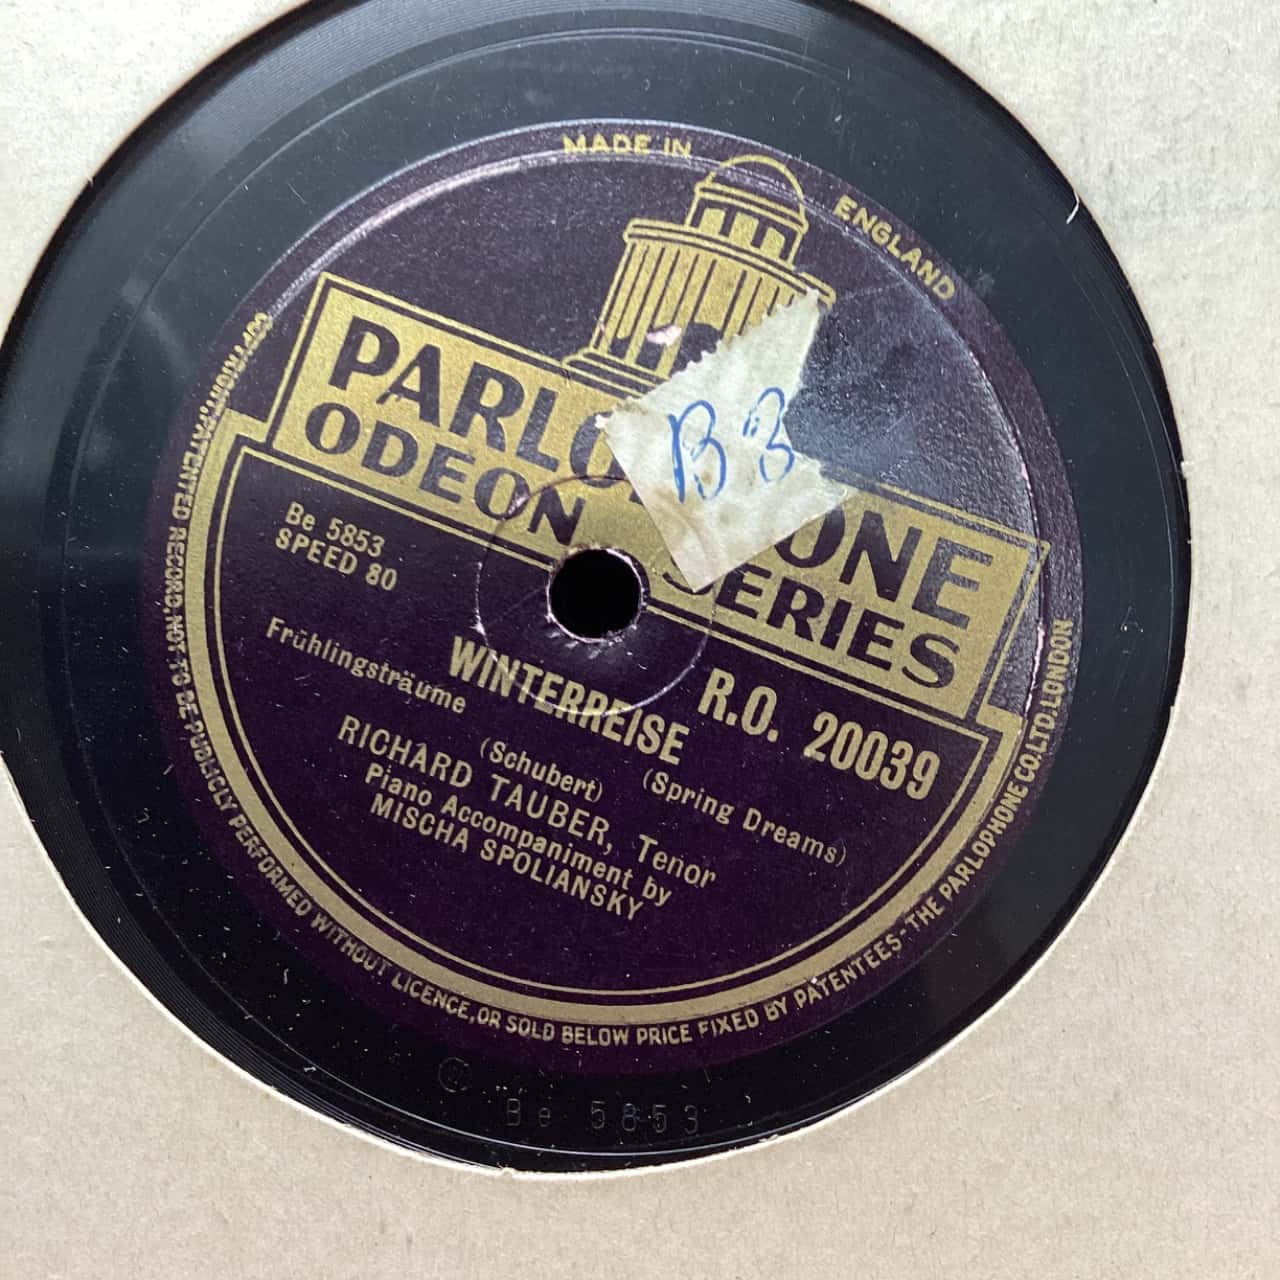 MADE IN ENGLAND
PARLO ONE
ODEON SERIES
B 3
Be 5853
SPEED 80
R.O. 20039
WINTERREISE
Frühlingsträume (Spring Dreams)
(Schubert)
RICHARD TAUBER, Tenor
Piano Accompaniment by
MISCHA SPOLIANSKY
COPYRIGHT. PATENTED RECORD, NOT TO BE PUBLICLY PERFORMED WITHOUT LICENCE, OR SOLD BELOW PRICE FIXED BY PATENTEES - THE PARLOPHONE CO. LTD. LONDON
Be 5853